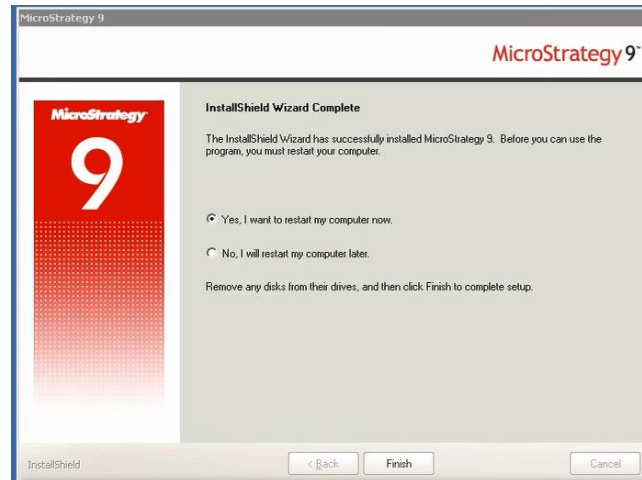 MicroStrategy 9
MicroStrategy 9™
MicroStrategy
9
InstallShield Wizard Complete
The InstallShield Wizard has successfully installed MicroStrategy 9. Before you can use the
program, you must restart your computer.
Yes, I want to restart my computer now.
No, I will restart my computer later.
Remove any disks from their drives, and then click Finish to complete setup.
InstallShield
< Back
Finish
Cancel